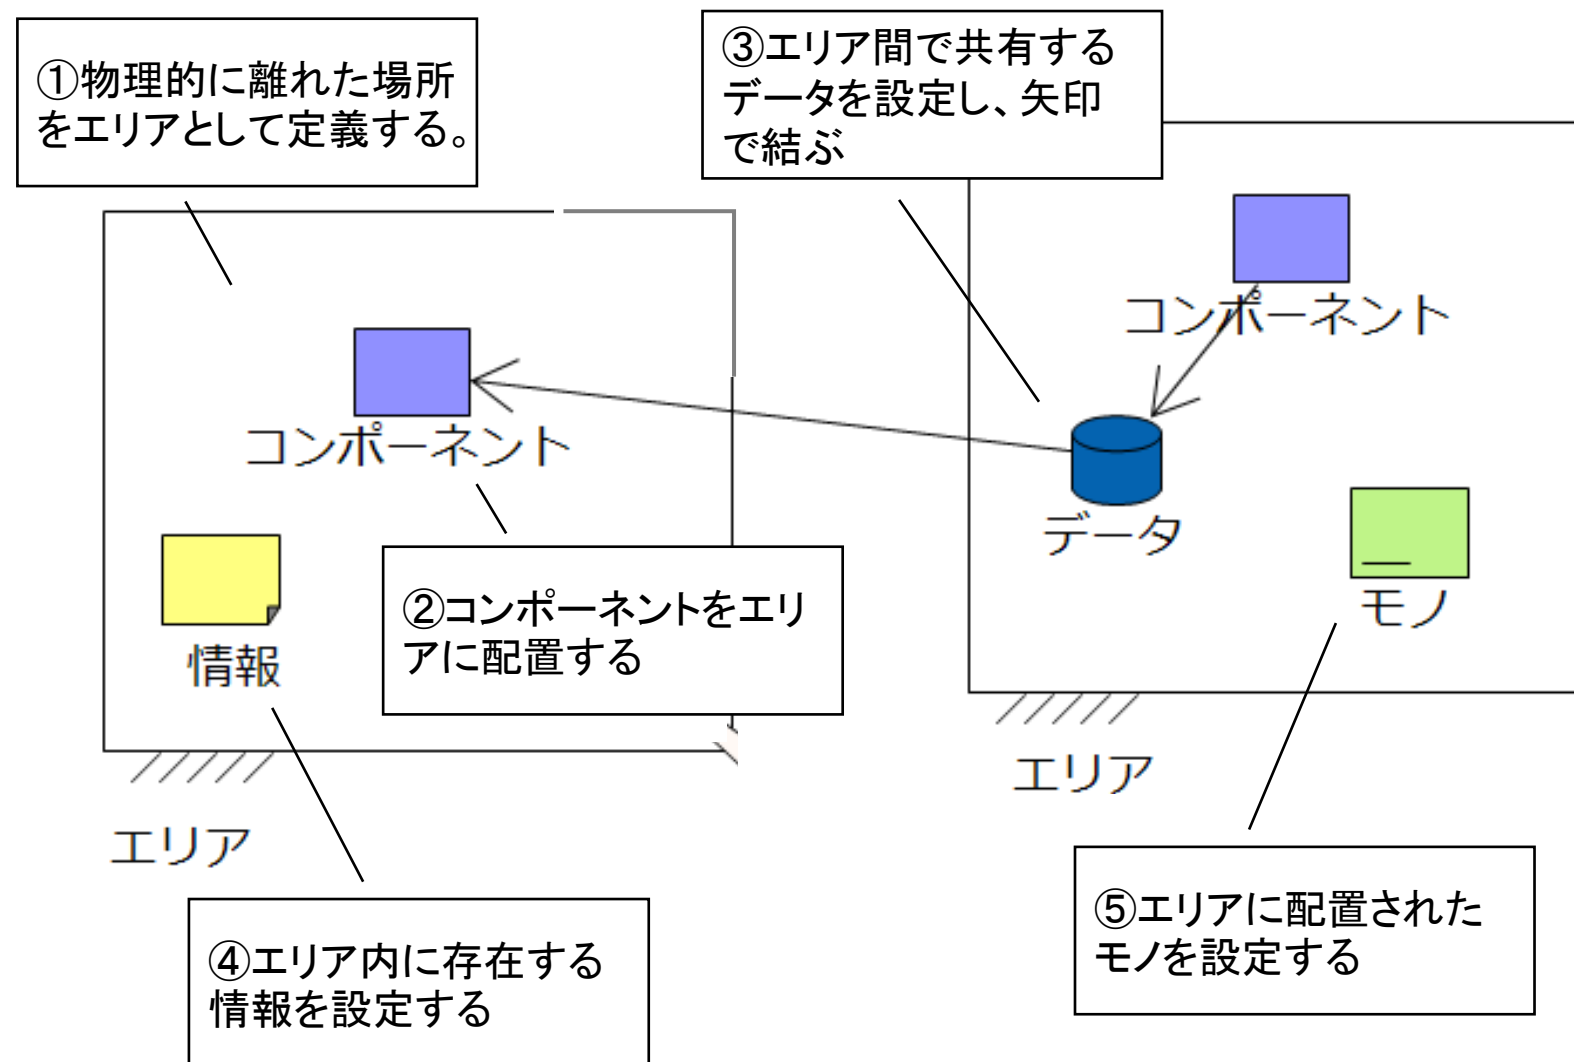 ①物理的に離れた場所
をエリアとして定義する。
③エリア間で共有する
データを設定し、矢印
で結ぶ
コンポーネント
コンポーネント
データ
モノ
②コンポーネントをエリ
アに配置する
情報
エリア
エリア
④エリア内に存在する
情報を設定する
⑤エリアに配置された
モノを設定する